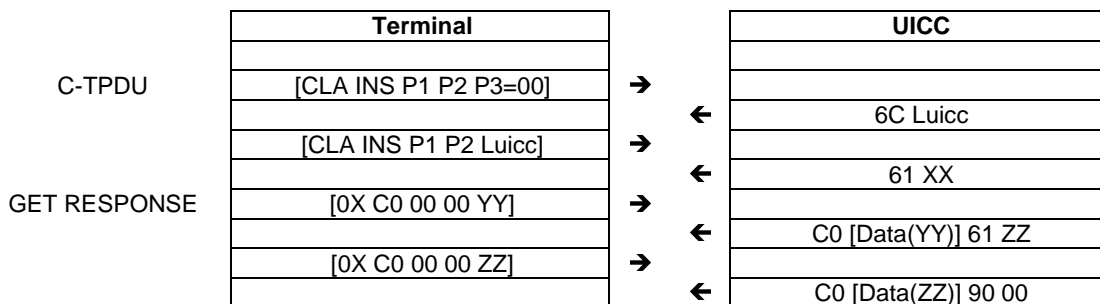 Terminal UICC
C-TPDU [CLA INS P1 P2 P3=00] ➔
🡰 6C Luicc
[CLA INS P1 P2 Luicc] ➔
🡰 61 XX
GET RESPONSE [0X C0 00 00 YY] ➔
🡰 C0 [Data(YY)] 61 ZZ
[0X C0 00 00 ZZ] ➔
🡰 C0 [Data(ZZ)] 90 00